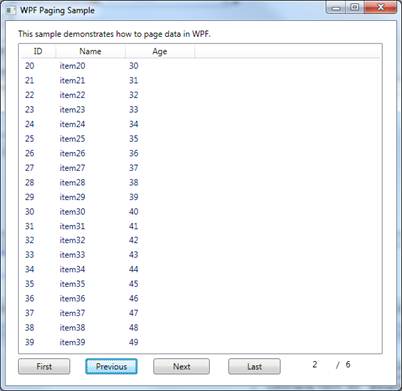 WPF Paging Sample
This sample demonstrates how to page data in WPF.
ID Name Age
20 item20 30
21 item21 31
22 item22 32
23 item23 33
24 item24 34
25 item25 35
26 item26 36
27 item27 37
28 item28 38
29 item29 39
30 item30 40
31 item31 41
32 item32 42
33 item33 43
34 item34 44
35 item35 45
36 item36 46
37 item37 47
38 item38 48
39 item39 49
First Previous Next Last 2 / 6